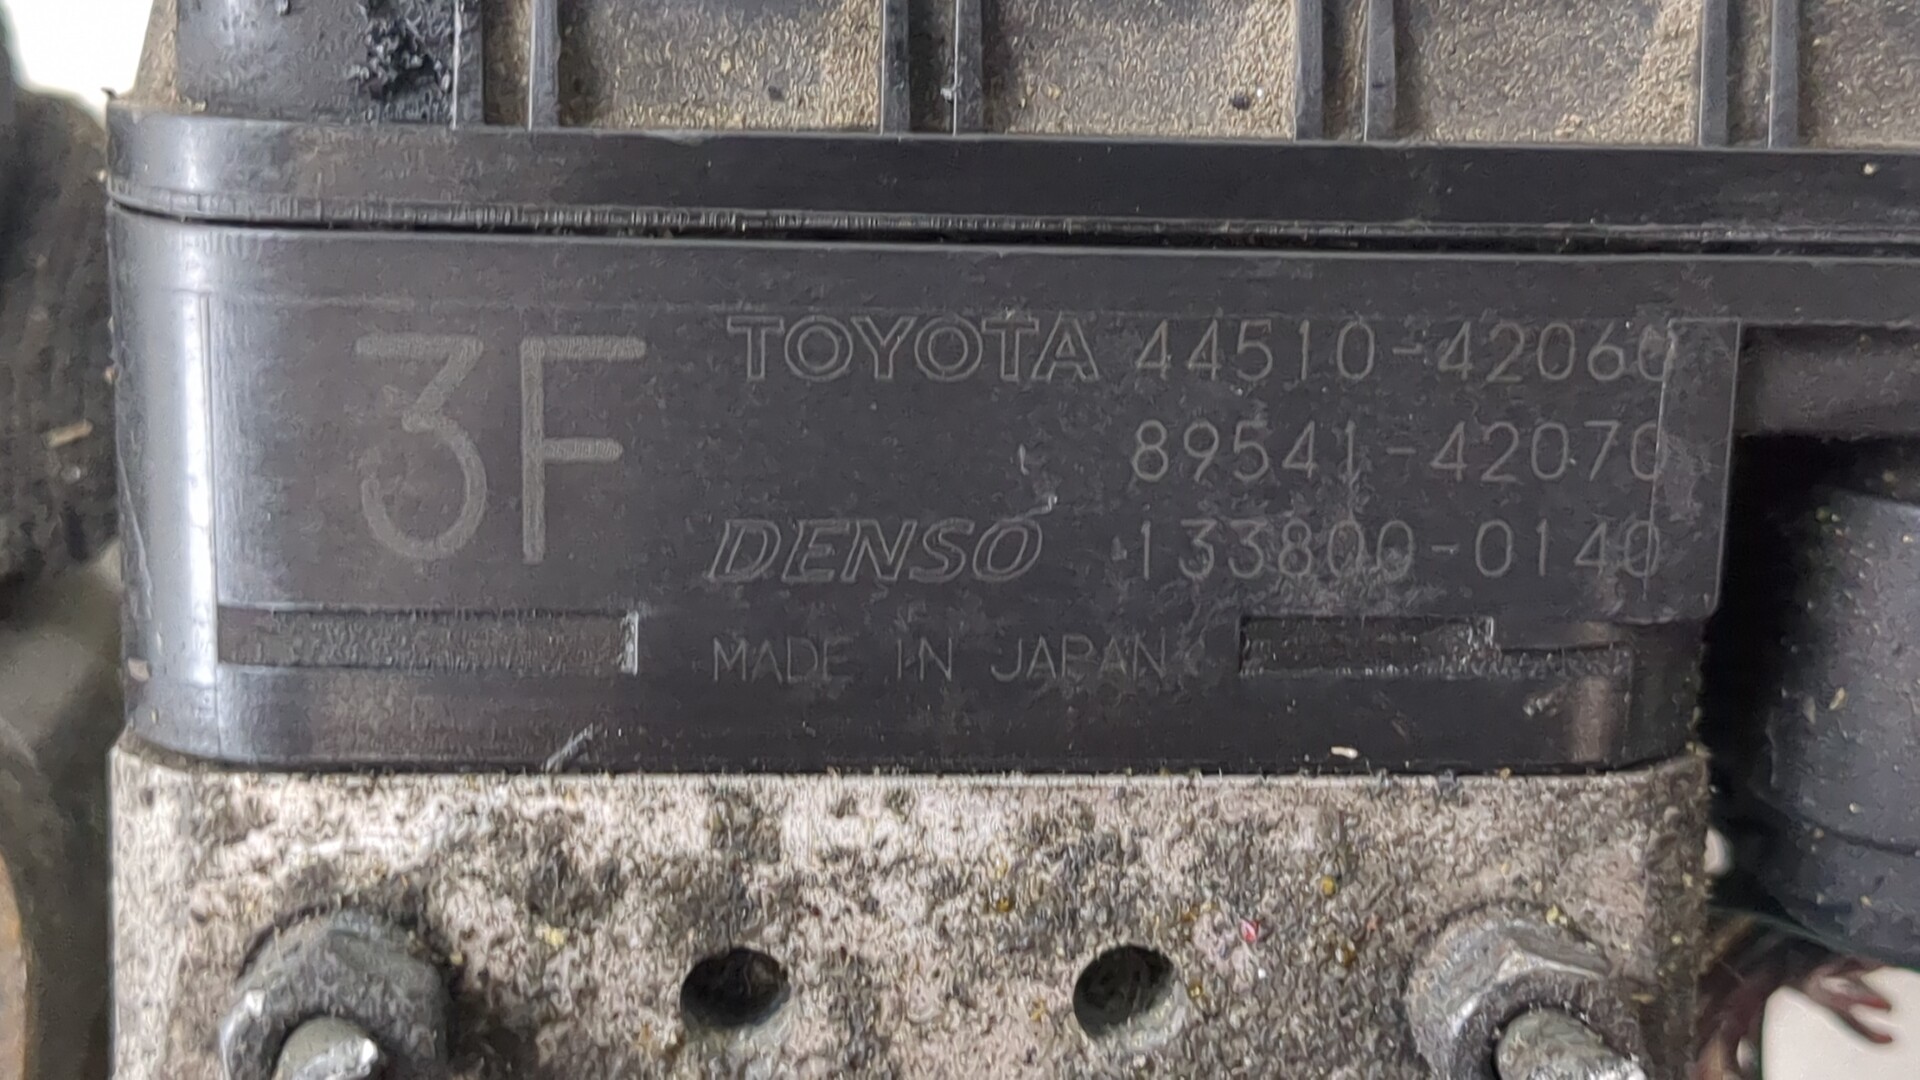 3F
TOYOTA 44510-42060
89541-42070
DENSO 133800-0140
MADE IN JAPAN